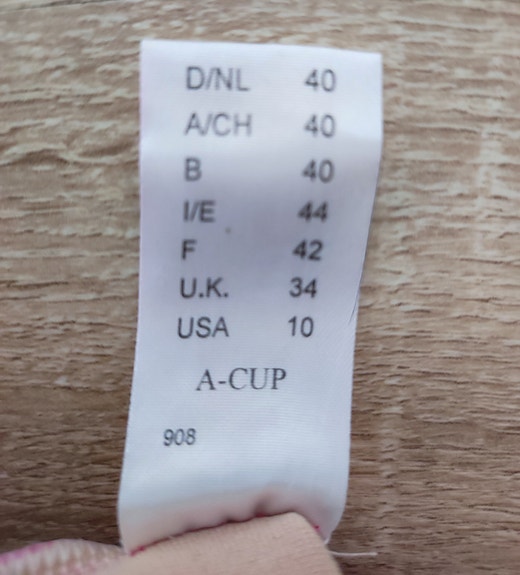 D/NL 40
A/CH 40
B 40
I/E 44
F 42
U.K. 34
USA 10
A-CUP
908